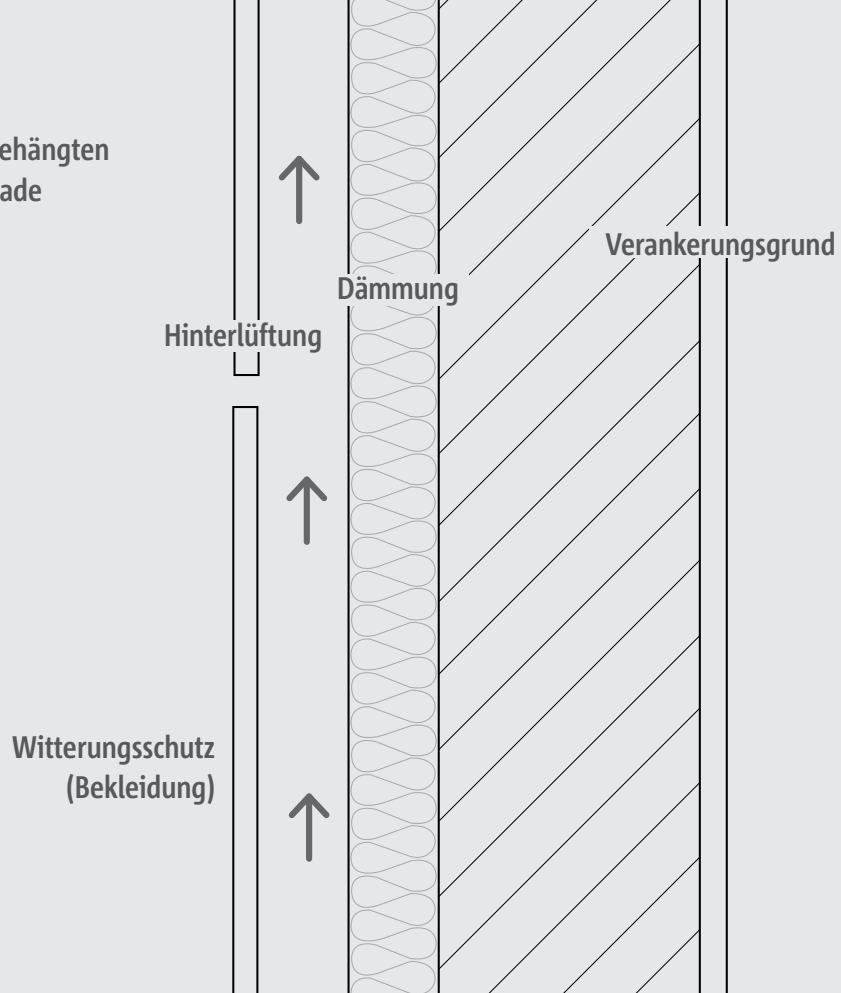 ehängten
ade
Verankerungsgrund
Dämmung
Hinterlüftung
Witterungsschutz
(Bekleidung)